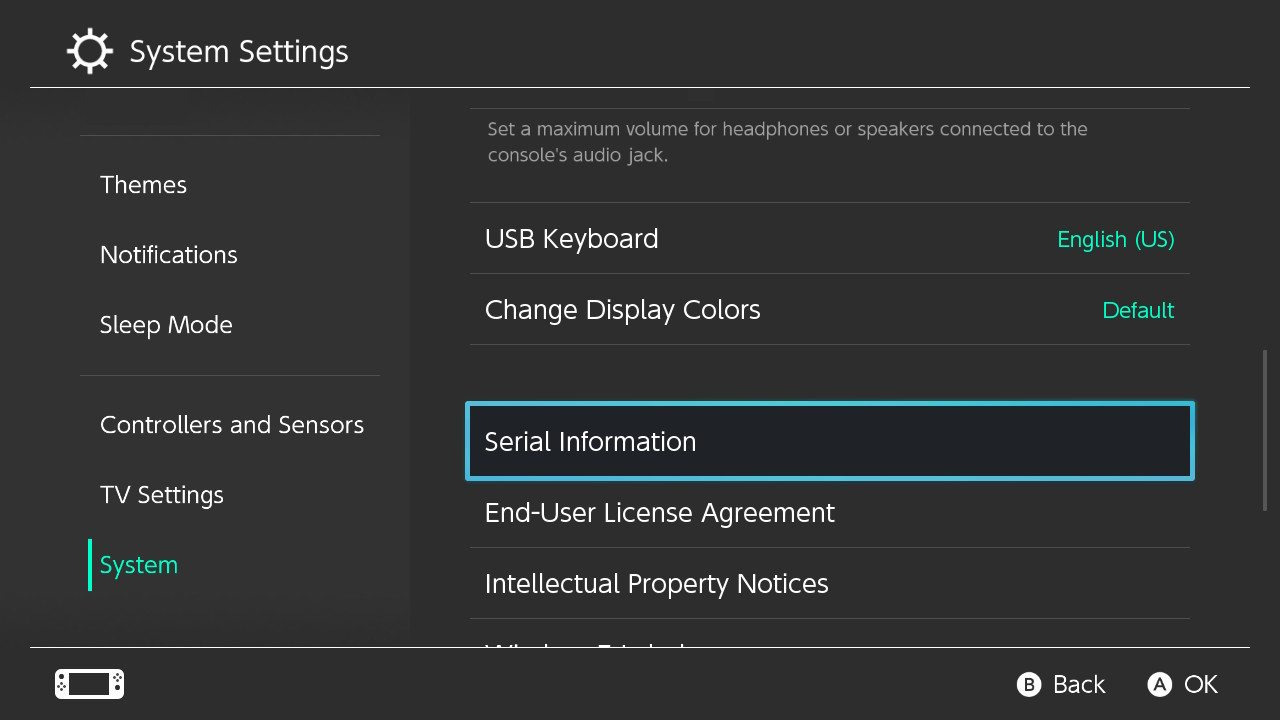 System Settings
Set a maximum volume for headphones or speakers connected to the
console's audio jack.
Themes
Notifications
Sleep Mode
Controllers and Sensors
TV Settings
System
USB Keyboard
English (US)
Change Display Colors
Default
Serial Information
End-User License Agreement
Intellectual Property Notices
B Back
A OK